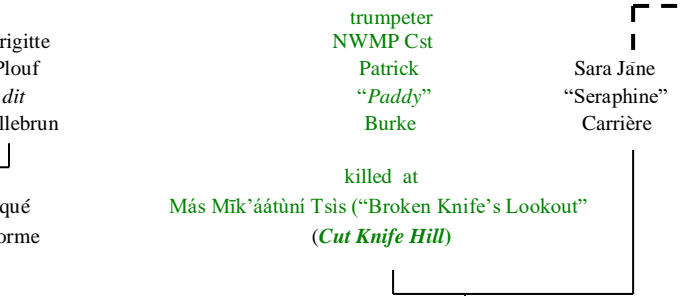 trumpeter
rigitte NWMP Cst
Plouf Patrick Sara Jane
dit “Paddy” “Seraphine”
llebrun Burke Carrière
killed at
qué Más Mīk’áátùní Tsìs (“Broken Knife’s Lookout”
orme (Cut Knife Hill)